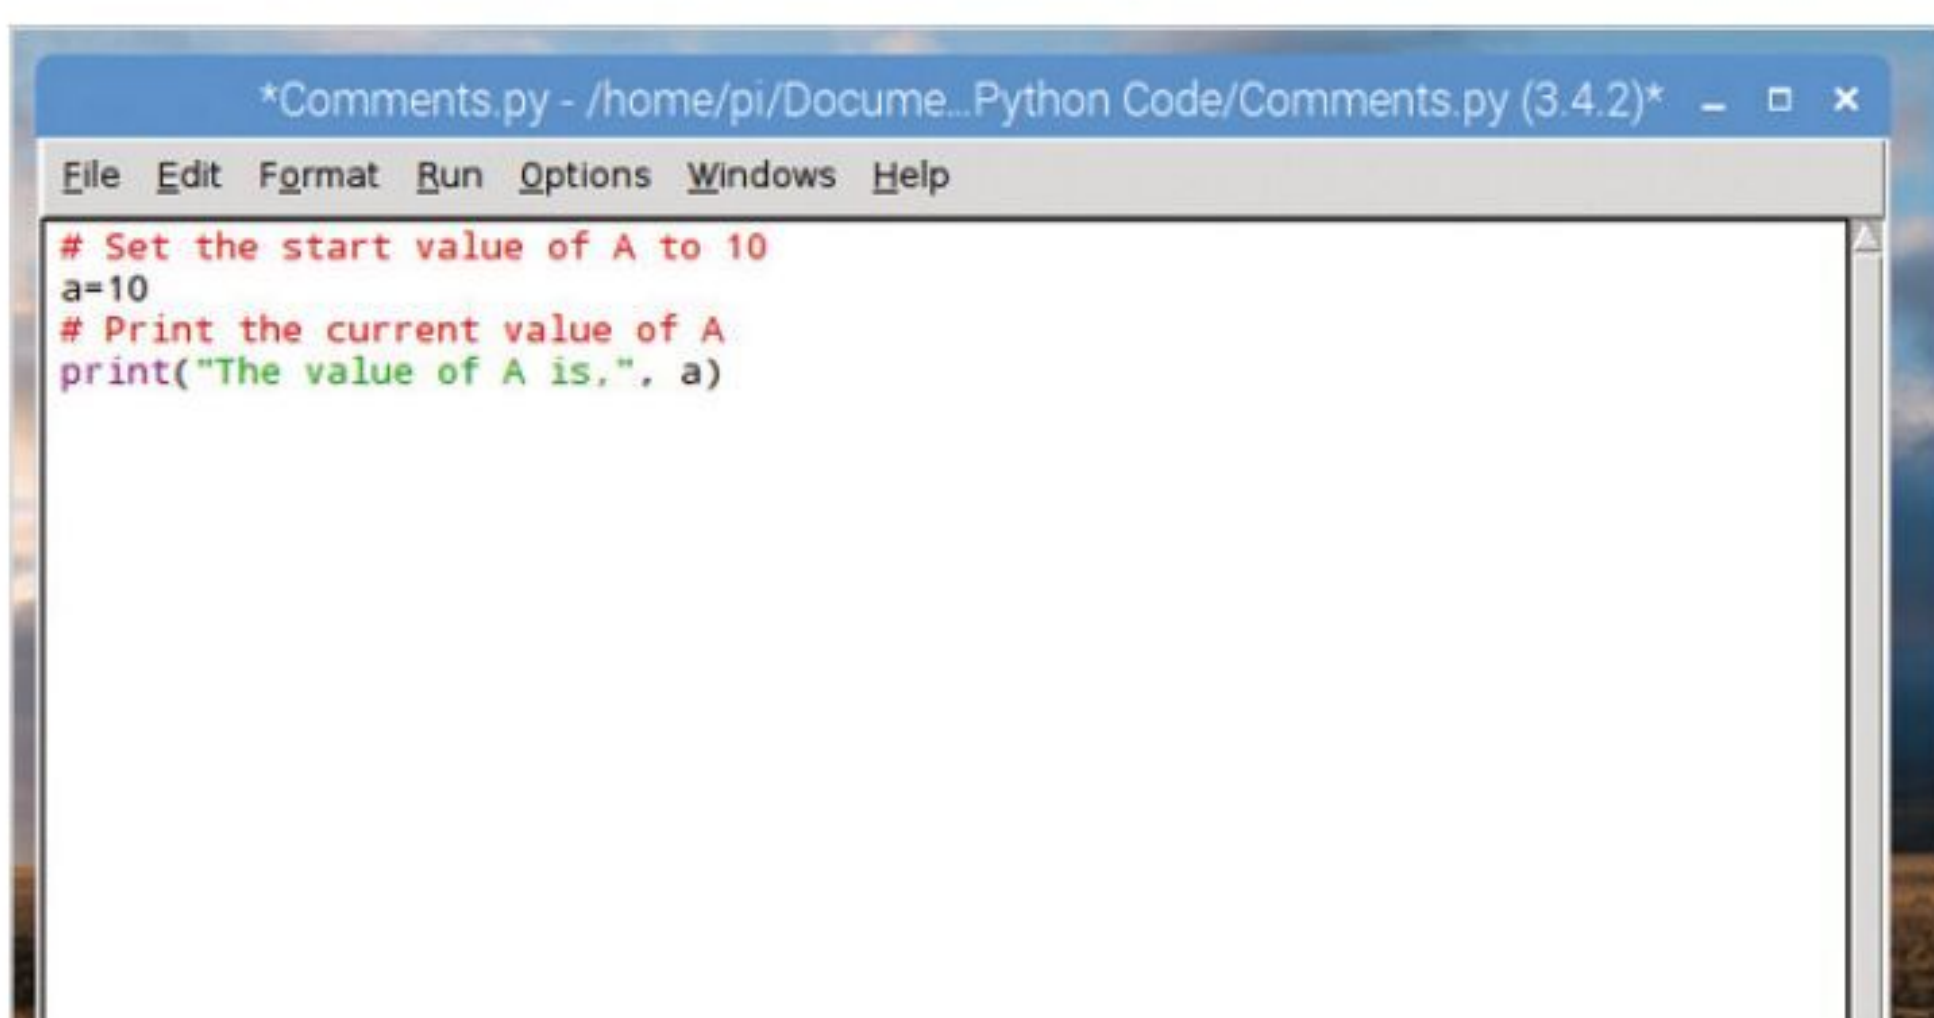 *Comments.py - /home/pi/Docume...Python Code/Comments.py (3.4.2)*
File Edit Format Run Options Windows Help
# Set the start value of A to 10
a=10
# Print the current value of A
print("The value of A is,", a)